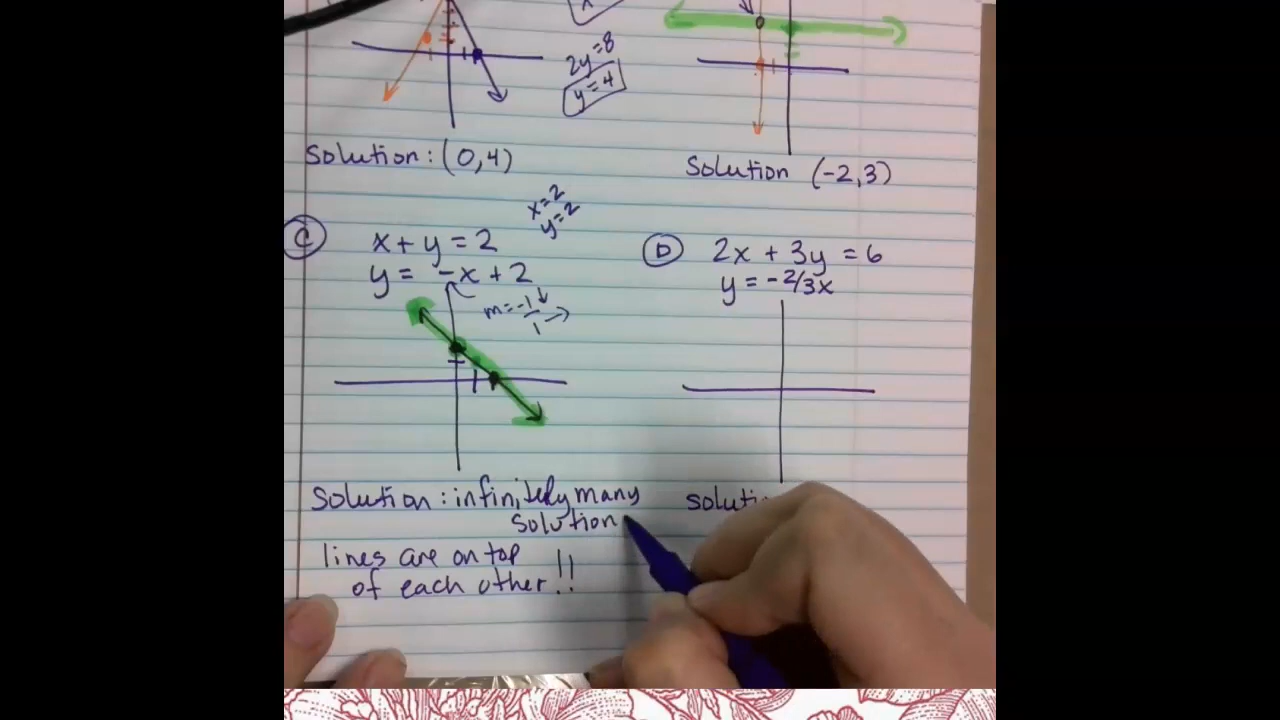 2y=8
y=4
Solution: (0,4)
Solution (-2,3)
C
x=2
y=2
x+y=2
y= -x+2
m=-1
1
Solution: infinitely many
solution
lines are on top
of each other!!
D
2x + 3y = 6
y = -2/3x
soluti